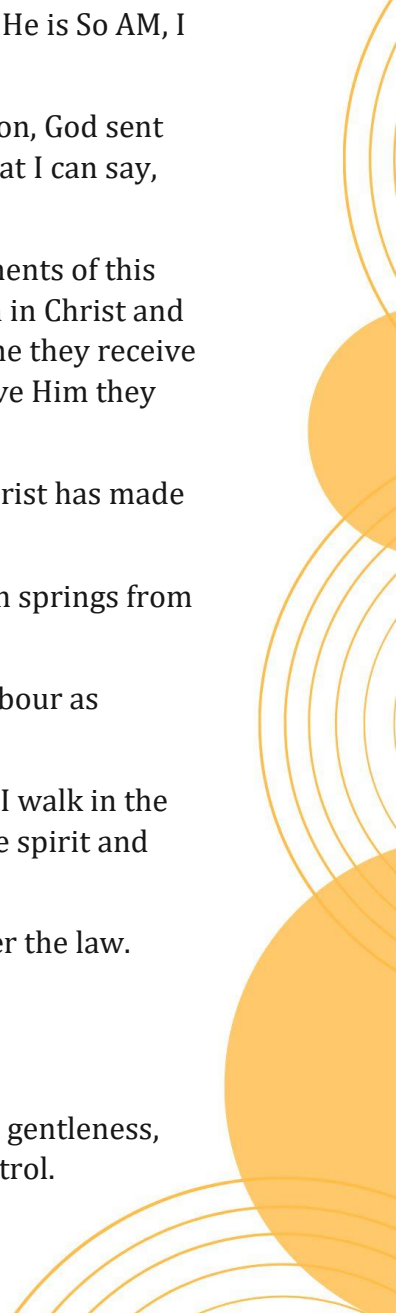 He is So AM, I
on, God sent
at I can say,
nents of this
in Christ and
ne they receive
ve Him they
rist has made
n springs from
bour as
I walk in the
e spirit and
er the law.
gentleness,
trol.